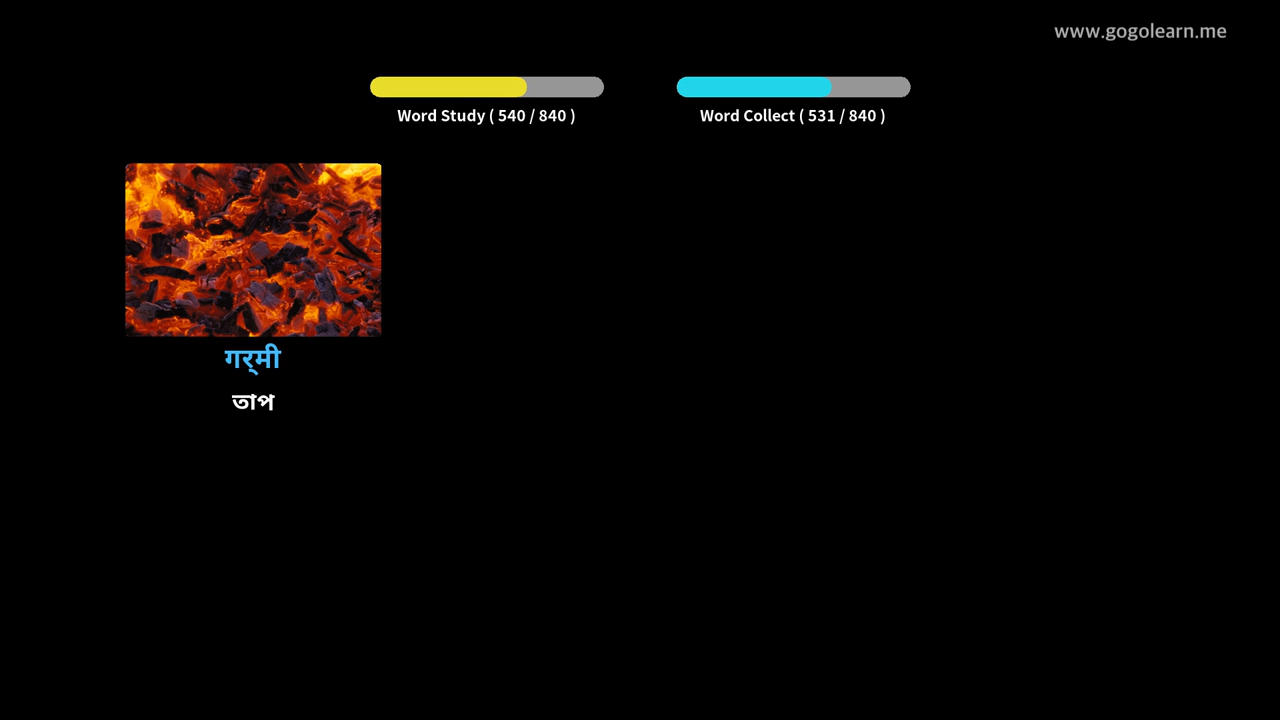 www.gogolearn.me
Word Study ( 540 / 840 )
Word Collect ( 531 / 840 )
गर्‌मी
তাপ